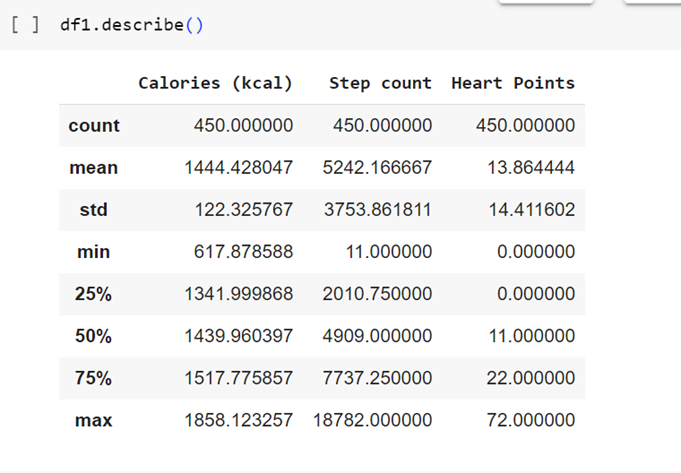 [ ] df1.describe()
Calories (kcal) Step count Heart Points
count 450.000000 450.000000 450.000000
mean 1444.428047 5242.166667 13.864444
std 122.325767 3753.861811 14.411602
min 617.878588 11.000000 0.000000
25% 1341.999868 2010.750000 0.000000
50% 1439.960397 4909.000000 11.000000
75% 1517.775857 7737.250000 22.000000
max 1858.123257 18782.000000 72.000000